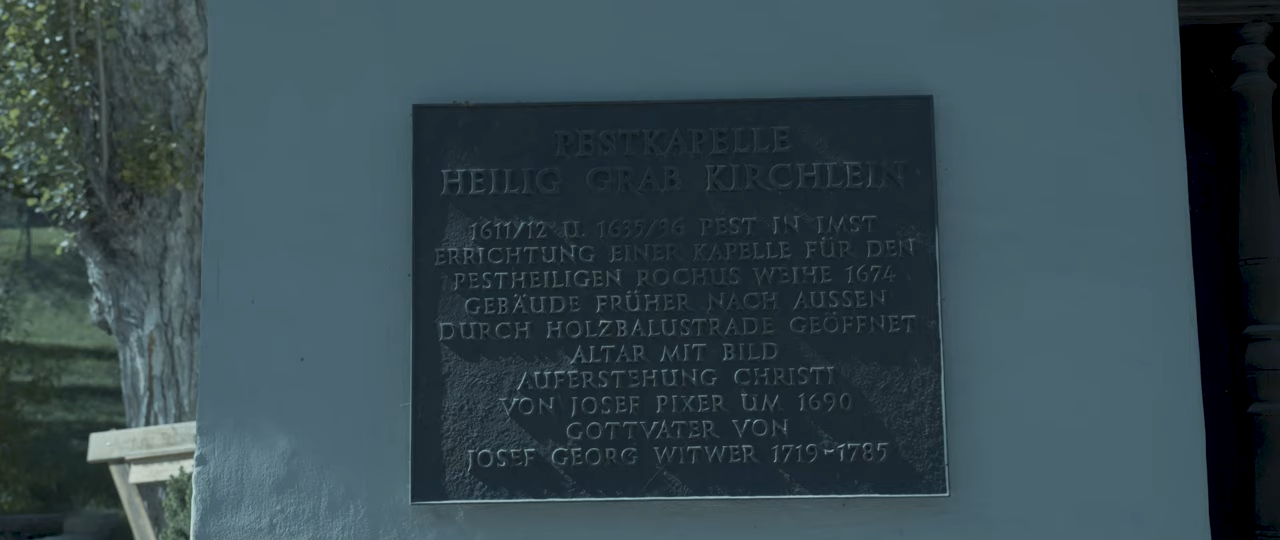 PESTKAPELLE
HEILIG GRAB KIRCHLEIN
1611/12 U. 1635/36 PEST IN IMST
ERRICHTUNG EINER KAPELLE FÜR DEN
PESTHEILIGEN ROCHUS WEIHE 1674
GEBÄUDE FRÜHER NACH AUSSEN
DURCH HOLZBALUSTRADE GEÖFFNET
ALTAR MIT BILD
AUFERSTEHUNG CHRISTI
VON JOSEF PIXER UM 1690
GOTTVATER VON
JOSEF GEORG WITWER 1719-1785